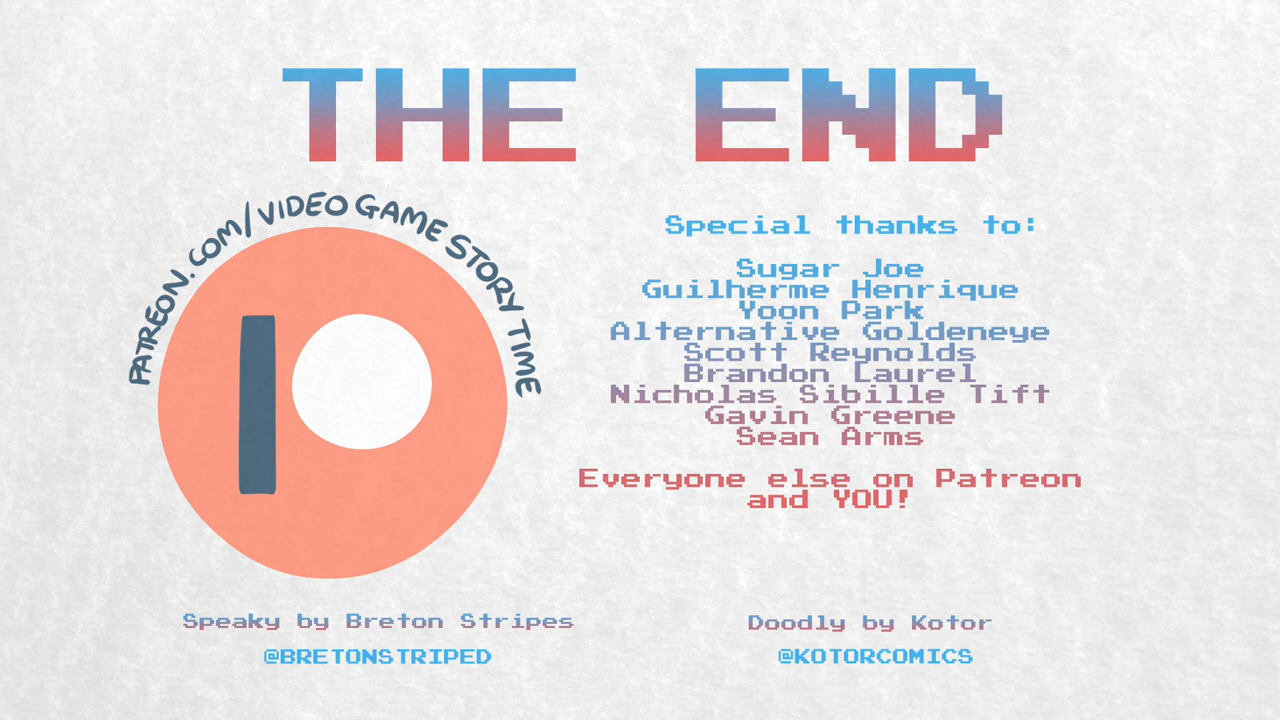 THE END
PATREON.COM/VIDEO GAME STORY TIME
Special thanks to:
Sugar Joe
Guilherme Henrique
Yoon Park
Alternative Goldeneye
Scott Reynolds
Brandon Laurel
Nicholas Sibille Tift
Gavin Greene
Sean Arms
Everyone else on Patreon
and YOU!
Speaky by Breton Stripes
@BRETONSTRIPED
Doodly by Kotor
@KOTORCOMICS